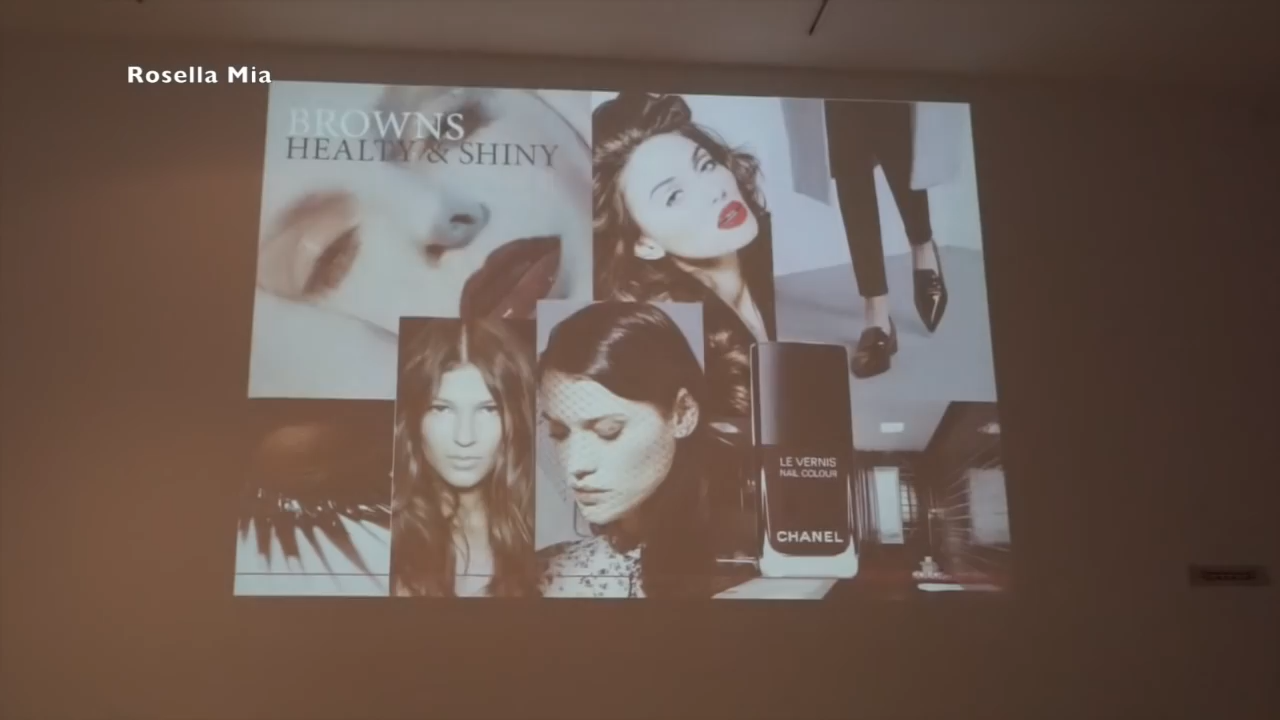 Rosella Mia
BROWNS
HEALTY & SHINY
LE VERNIS
NAIL COLOUR
CHANEL